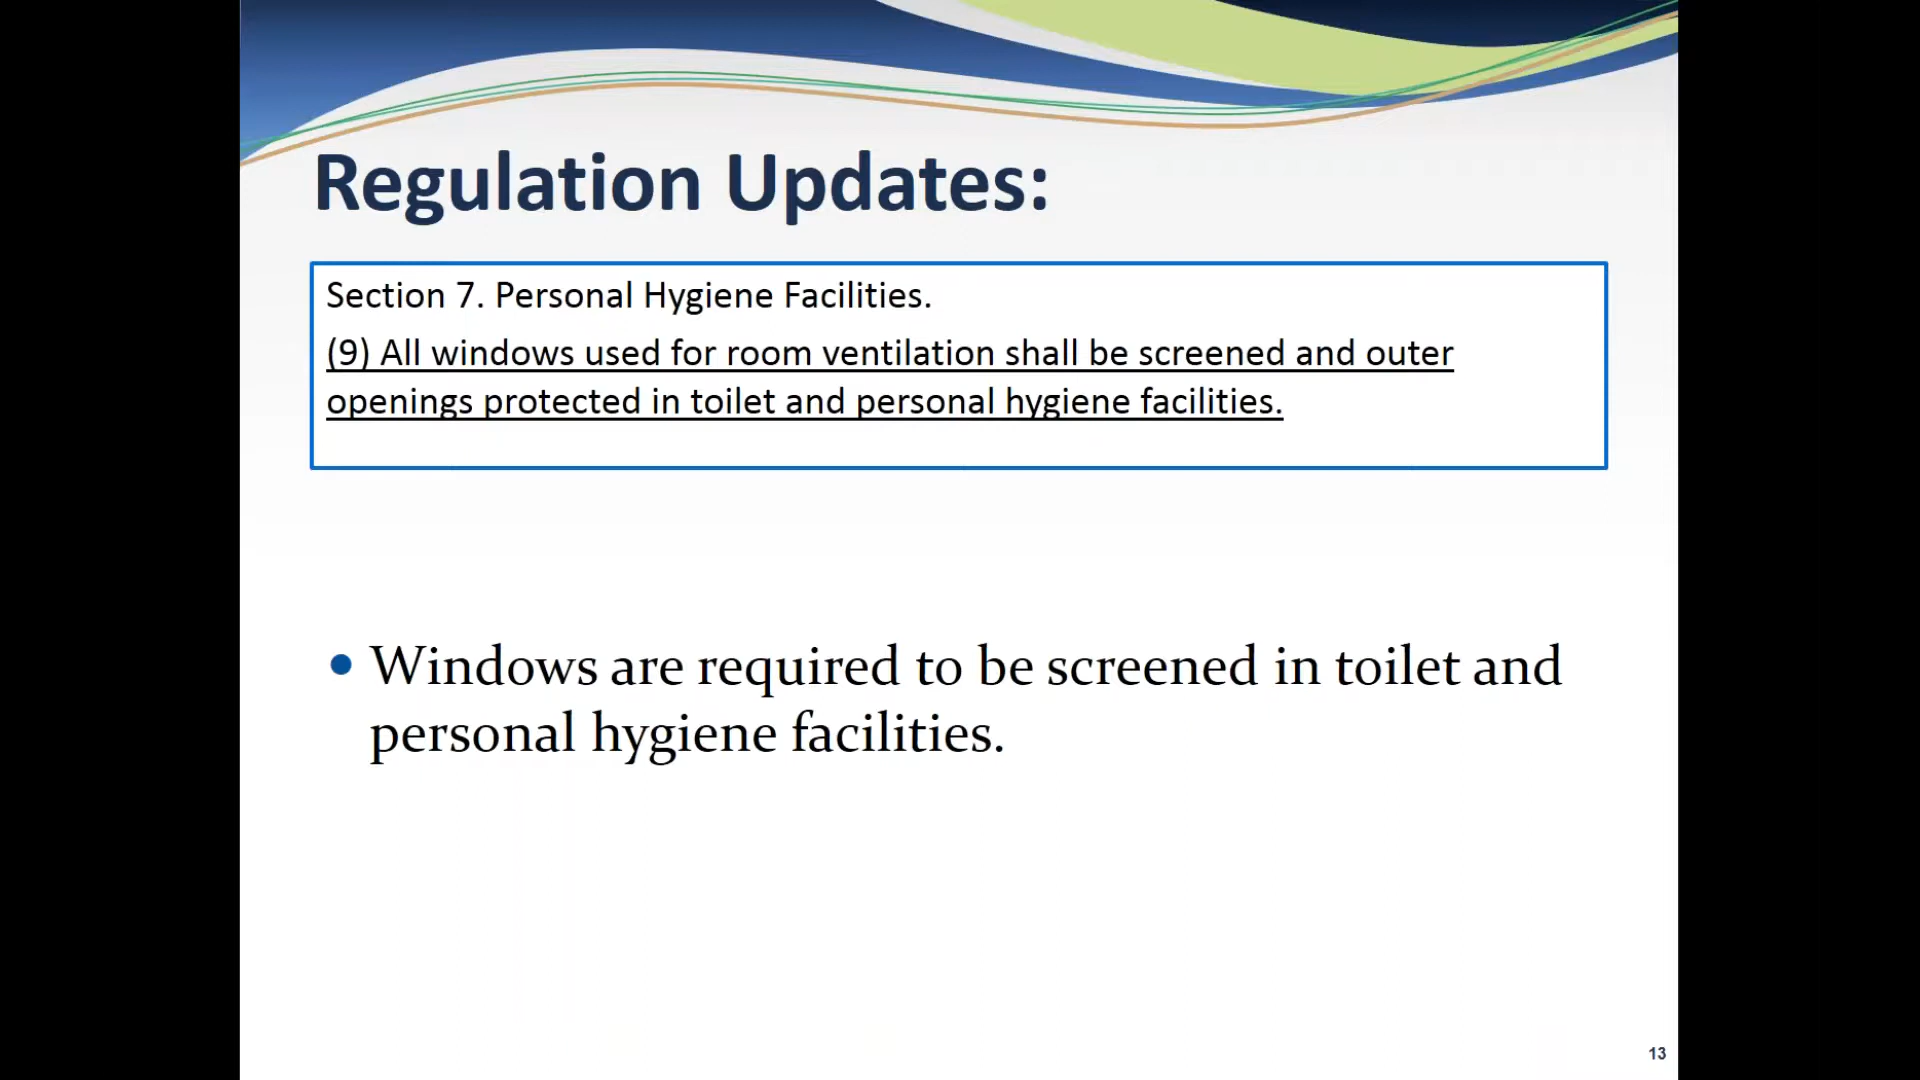 Regulation Updates:
Section 7. Personal Hygiene Facilities.
(9) All windows used for room ventilation shall be screened and outer
openings protected in toilet and personal hygiene facilities.
• Windows are required to be screened in toilet and
personal hygiene facilities.
13